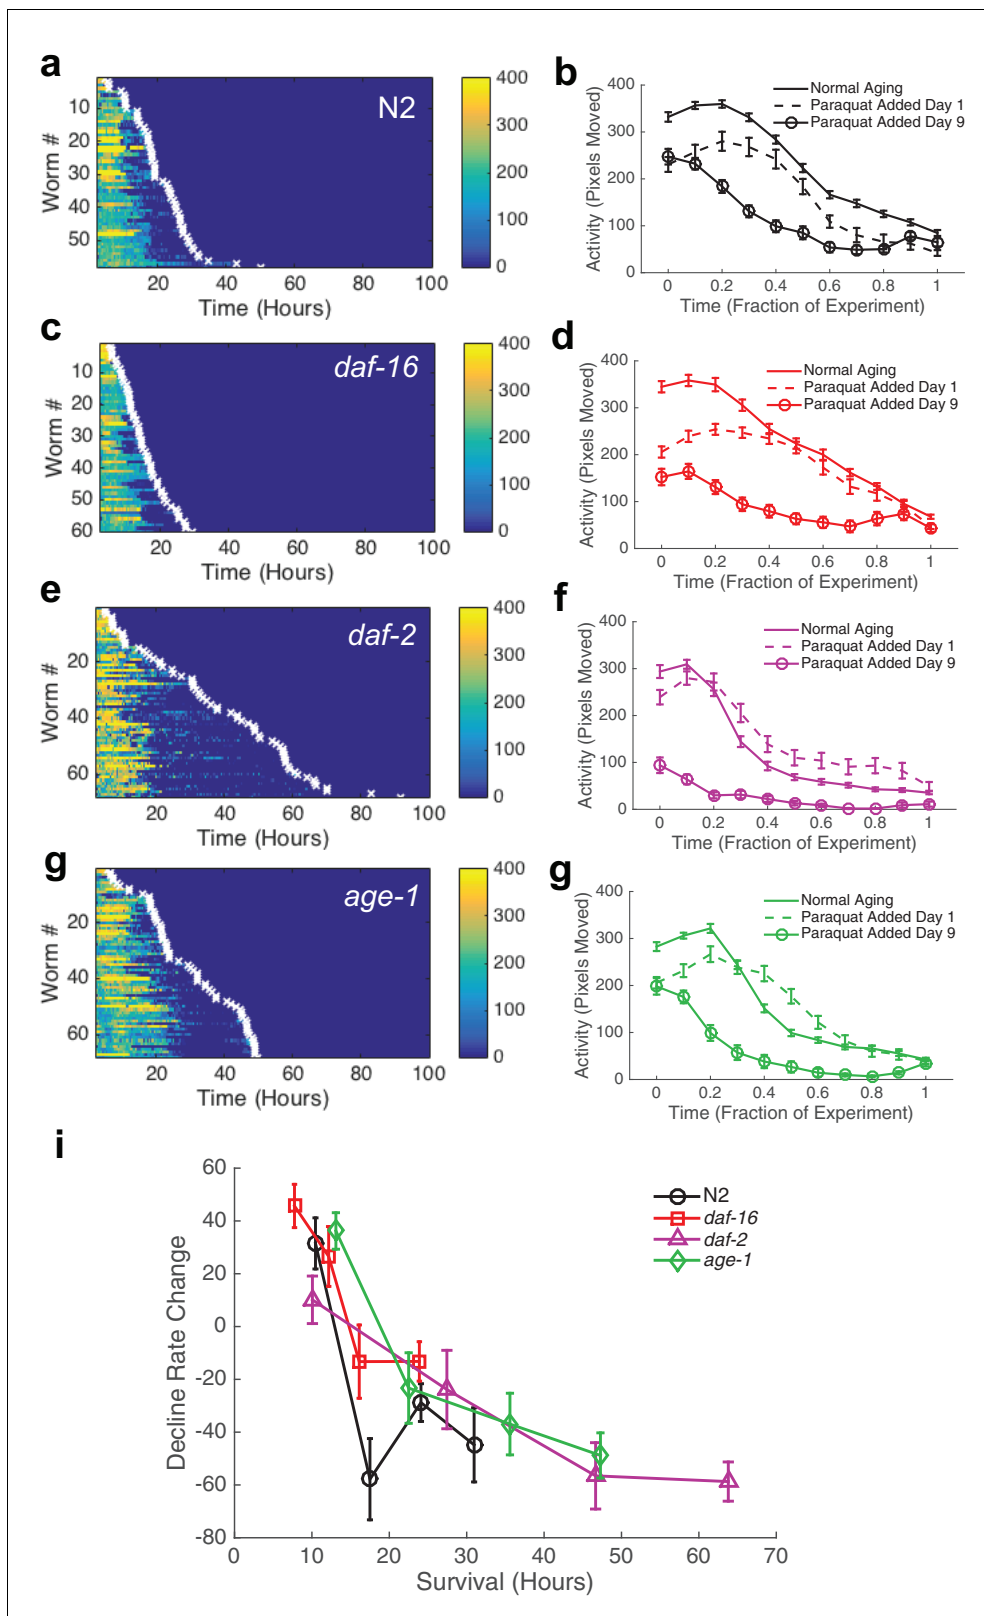 a
N2
Worm #
10
20
30
40
50
20 40 60 80 100
Time (Hours)
400
300
200
100
0
b
Normal Aging
Paraquat Added Day 1
Paraquat Added Day 9
Activity (Pixels Moved)
400
300
200
100
0
0 0.2 0.4 0.6 0.8 1
Time (Fraction of Experiment)
c
daf-16
Worm #
10
20
30
40
50
60
20 40 60 80 100
Time (Hours)
400
300
200
100
0
d
Normal Aging
Paraquat Added Day 1
Paraquat Added Day 9
Activity (Pixels Moved)
400
300
200
100
0
0 0.2 0.4 0.6 0.8 1
Time (Fraction of Experiment)
e
daf-2
Worm #
20
40
60
20 40 60 80 100
Time (Hours)
400
300
200
100
0
f
Normal Aging
Paraquat Added Day 1
Paraquat Added Day 9
Activity (Pixels Moved)
400
300
200
100
0
0 0.2 0.4 0.6 0.8 1
Time (Fraction of Experiment)
g
age-1
Worm #
20
40
60
20 40 60 80 100
Time (Hours)
400
300
200
100
0
g
Normal Aging
Paraquat Added Day 1
Paraquat Added Day 9
Activity (Pixels Moved)
400
300
200
100
0
0 0.2 0.4 0.6 0.8 1
Time (Fraction of Experiment)
i
N2
daf-16
daf-2
age-1
Decline Rate Change
60
40
20
0
-20
-40
-60
-80
0 10 20 30 40 50 60 70
Survival (Hours)